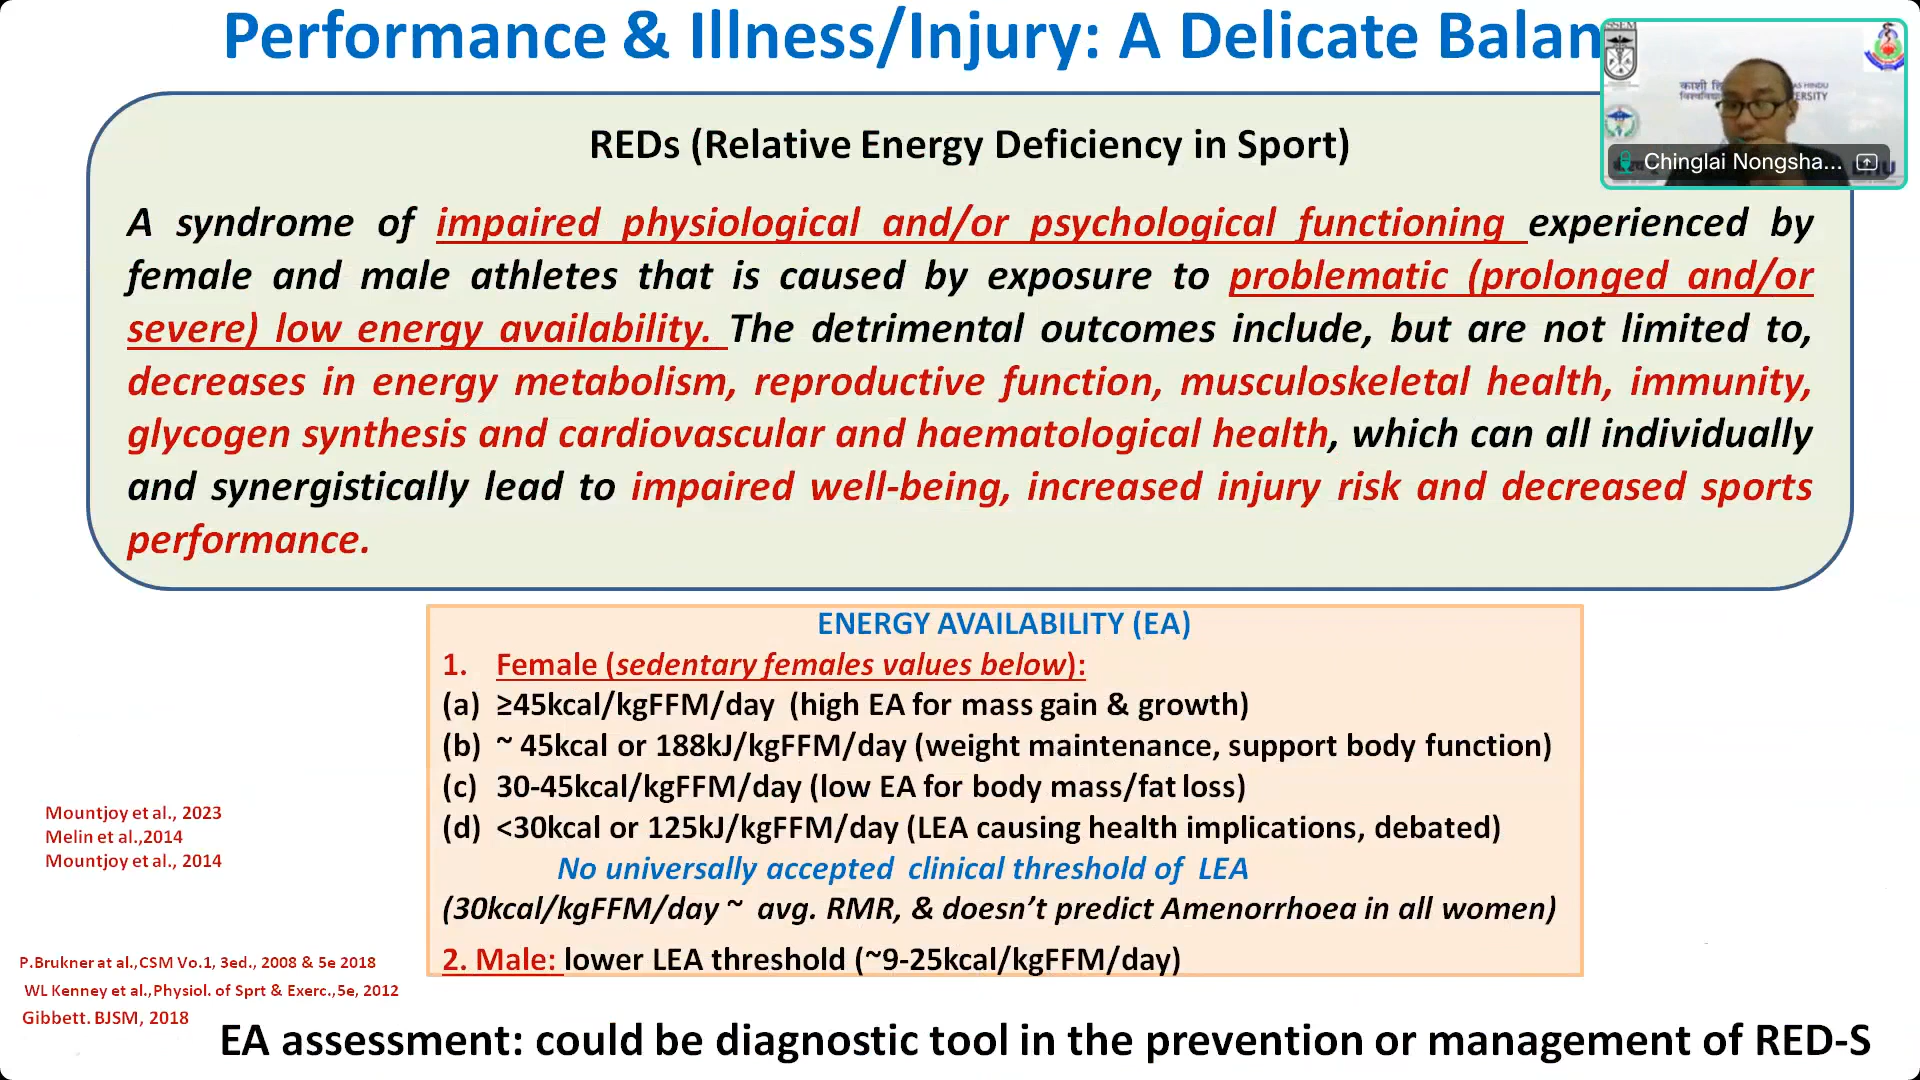 Performance & Illness/Injury: A Delicate Balan
REDs (Relative Energy Deficiency in Sport)
A syndrome of impaired physiological and/or psychological functioning experienced by
female and male athletes that is caused by exposure to problematic (prolonged and/or
severe) low energy availability. The detrimental outcomes include, but are not limited to,
decreases in energy metabolism, reproductive function, musculoskeletal health, immunity,
glycogen synthesis and cardiovascular and haematological health, which can all individually
and synergistically lead to impaired well-being, increased injury risk and decreased sports
performance.
SSEM
काशी हि
AS HINDU
ERSITY
Chinglai Nongsha...
ENERGY AVAILABILITY (EA)
1. Female (sedentary females values below):
(a) ≥45kcal/kgFFM/day (high EA for mass gain & growth)
(b) ~ 45kcal or 188kJ/kgFFM/day (weight maintenance, support body function)
(c) 30-45kcal/kgFFM/day (low EA for body mass/fat loss)
(d) <30kcal or 125kJ/kgFFM/day (LEA causing health implications, debated)
No universally accepted clinical threshold of LEA
(30kcal/kgFFM/day ~ avg. RMR, & doesn't predict Amenorrhoea in all women)
2. Male: lower LEA threshold (~9-25kcal/kgFFM/day)
Mountjoy et al., 2023
Melin et al.,2014
Mountjoy et al., 2014
P.Brukner at al.,CSM Vo.1, 3ed., 2008 & 5e 2018
WL Kenney et al.,Physiol. of Sprt & Exerc.,5e, 2012
Gibbett. BJSM, 2018
EA assessment: could be diagnostic tool in the prevention or management of RED-S